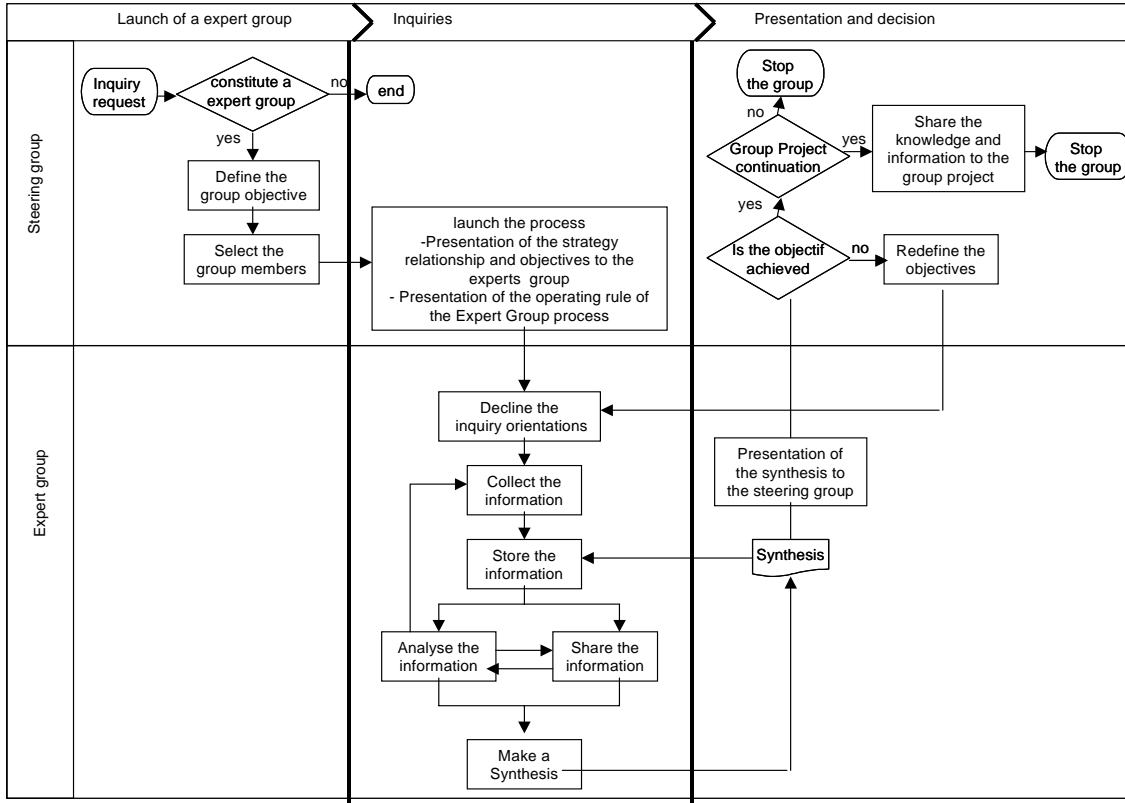 Launch of a expert group
Inquiries
Presentation and decision
Steering group
Inquiry
request
constitute a
expert group
no
end
yes
Define the
group objective
Select the
group members
launch the process
-Presentation of the strategy
relationship and objectives to the
experts group
- Presentation of the operating rule of
the Expert Group process
Stop
the group
no
Group Project
continuation
yes
Share the
knowledge and
information to the
group project
Stop
the group
yes
Is the objectif
achieved
no
Redefine the
objectives
Expert group
Decline the
inquiry orientations
Collect the
information
Store the
information
Analyse the
information
Share the
information
Make a
Synthesis
Presentation of
the synthesis to
the steering group
Synthesis